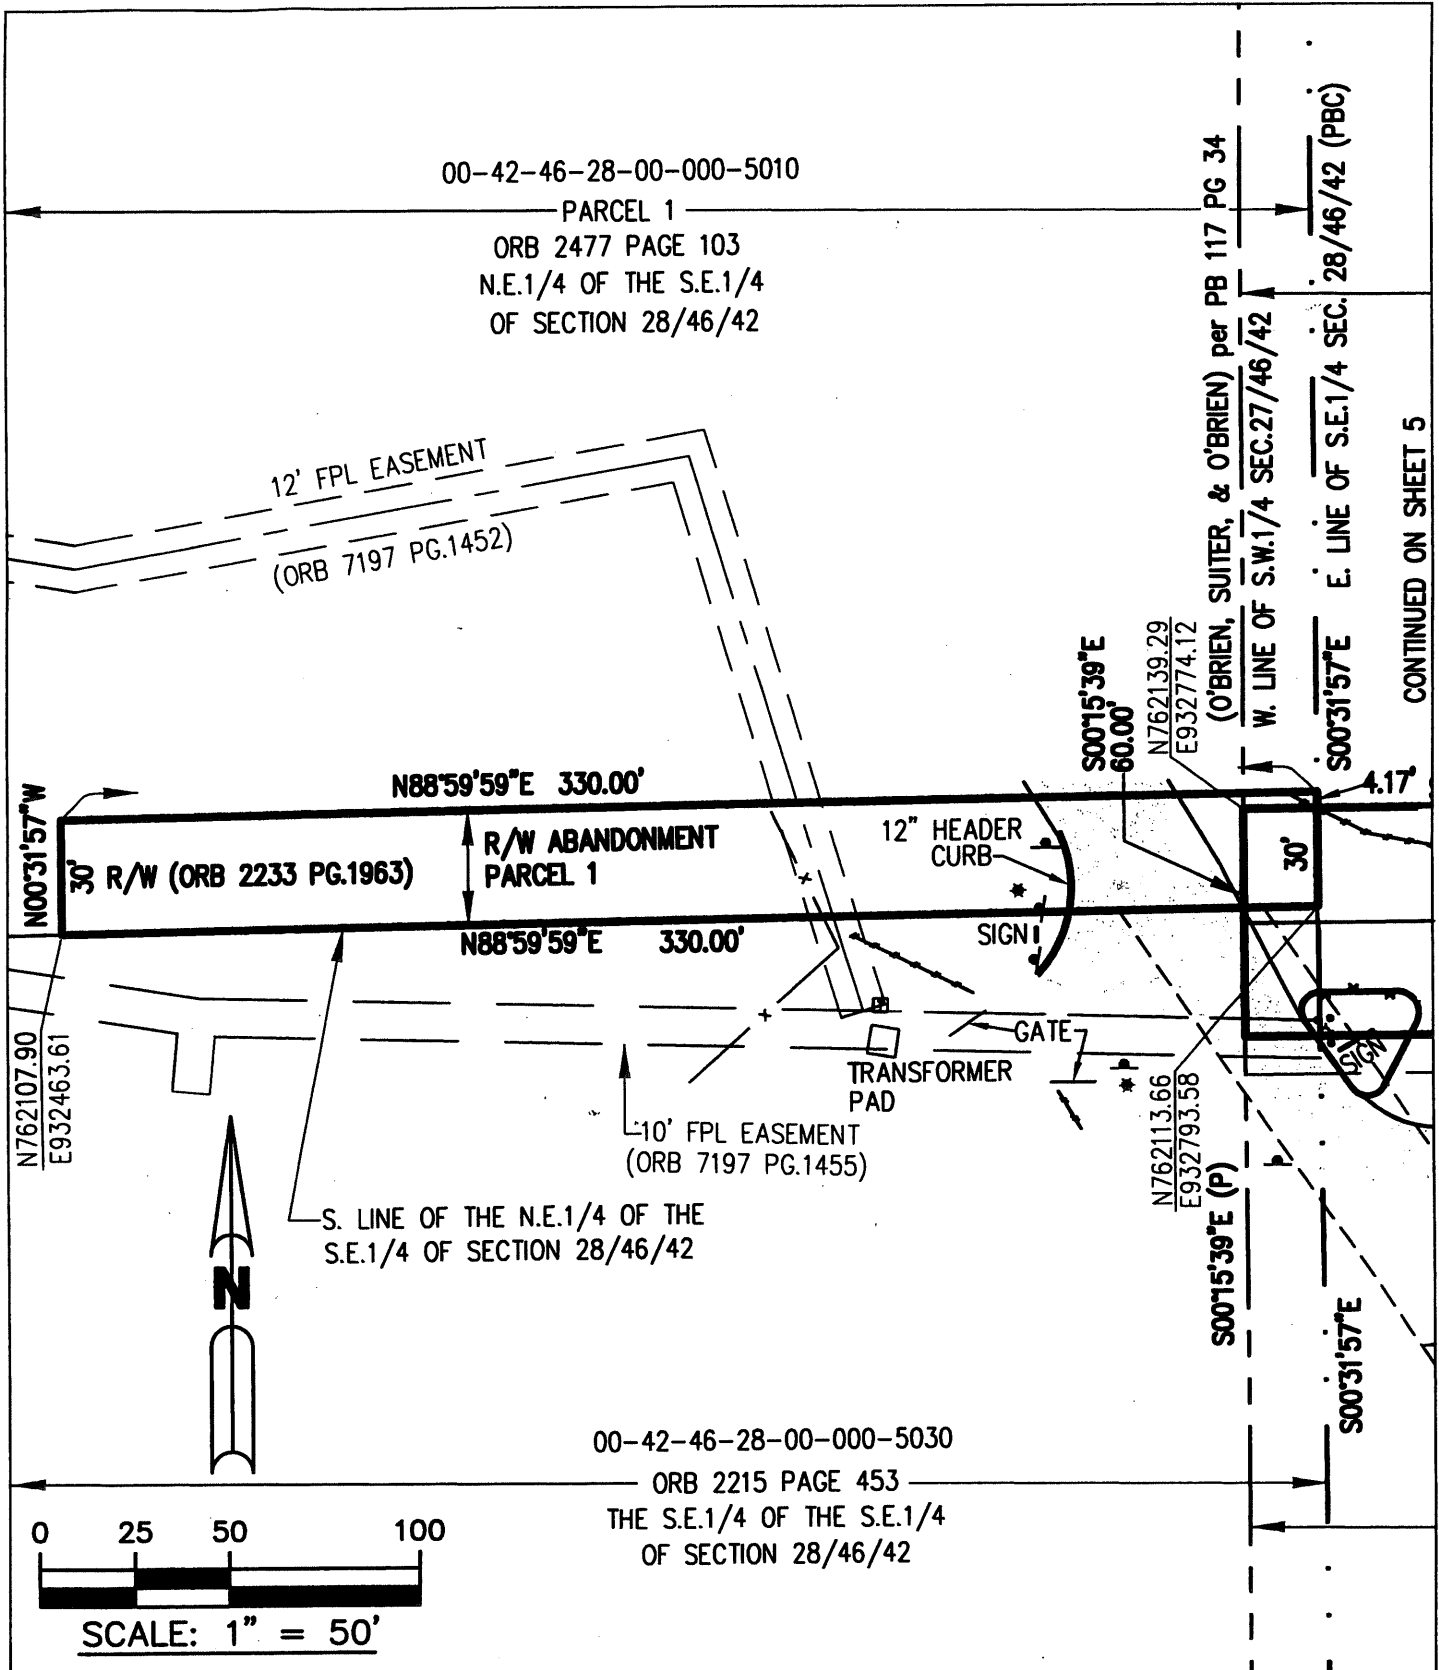 00-42-46-28-00-000-5010
PARCEL 1
ORB 2477 PAGE 103
N.E.1/4 OF THE S.E.1/4
OF SECTION 28/46/42
(O'BRIEN, SUITER, & O'BRIEN) per PB 117 PG 34
W. LINE OF S.W.1/4 SEC.27/46/42
S00°31'57"E E. LINE OF S.E.1/4 SEC. 28/46/42 (PBC)
CONTINUED ON SHEET 5
12' FPL EASEMENT
(ORB 7197 PG.1452)
N762139.29
E932774.12
S00°15'39"E
60.00'
4.17'
N00°31'57"W
N88°59'59"E 330.00'
30' R/W (ORB 2233 PG.1963)
R/W ABANDONMENT
PARCEL 1
12" HEADER
CURB
30'
SIGN
N88°59'59"E 330.00'
GATE
SIGN
TRANSFORMER
PAD
N762107.90
E932463.61
10' FPL EASEMENT
(ORB 7197 PG.1455)
N762113.66
E932793.58
S00°15'39"E (P)
S. LINE OF THE N.E.1/4 OF THE
S.E.1/4 OF SECTION 28/46/42
N
S00°31'57"E
00-42-46-28-00-000-5030
ORB 2215 PAGE 453
THE S.E.1/4 OF THE S.E.1/4
OF SECTION 28/46/42
0 25 50 100
SCALE: 1" = 50'